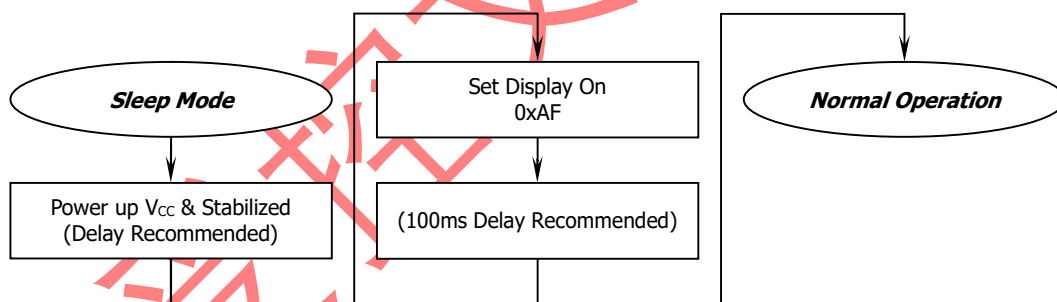 Sleep Mode
Power up VCC & Stabilized
(Delay Recommended)
Set Display On
0xAF
(100ms Delay Recommended)
Normal Operation